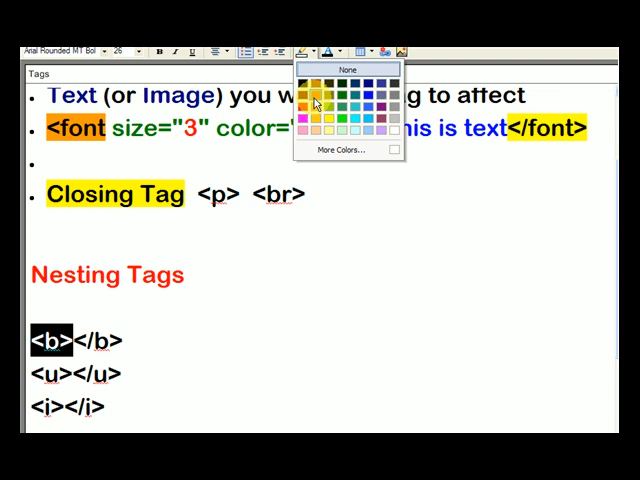 Arial Rounded MT Bol 26 B I U
Tags
None
Text (or Image) you w ng to affect
<font size="3" color=" his is text</font>
More Colors...
Closing Tag <p> <br>
Nesting Tags
<b></b>
<u></u>
<i></i>